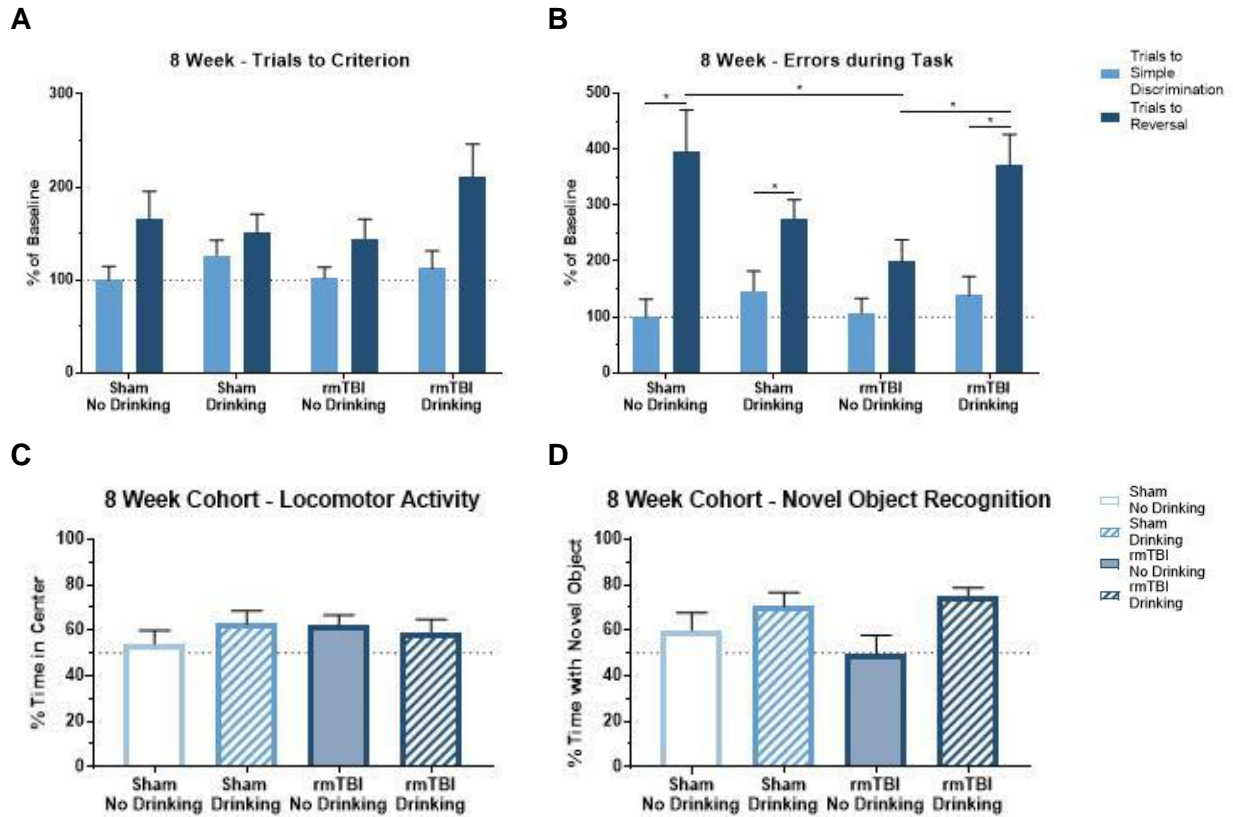 A
8 Week - Trials to Criterion
% of Baseline
300
200
100
0
Sham
No Drinking
Sham
Drinking
rmTBI
No Drinking
rmTBI
Drinking
B
8 Week - Errors during Task
% of Baseline
500
400
300
200
100
0
*
*
*
*
*
Sham
No Drinking
Sham
Drinking
rmTBI
No Drinking
rmTBI
Drinking
Trials to
Simple
Discrimination
Trials to
Reversal
C
8 Week Cohort - Locomotor Activity
% Time in Center
100
80
60
40
20
0
Sham
No Drinking
Sham
Drinking
rmTBI
No Drinking
rmTBI
Drinking
D
8 Week Cohort - Novel Object Recognition
% Time with Novel Object
100
80
60
40
20
0
Sham
No Drinking
Sham
Drinking
rmTBI
No Drinking
rmTBI
Drinking
Sham
No Drinking
Sham
Drinking
rmTBI
No Drinking
rmTBI
Drinking